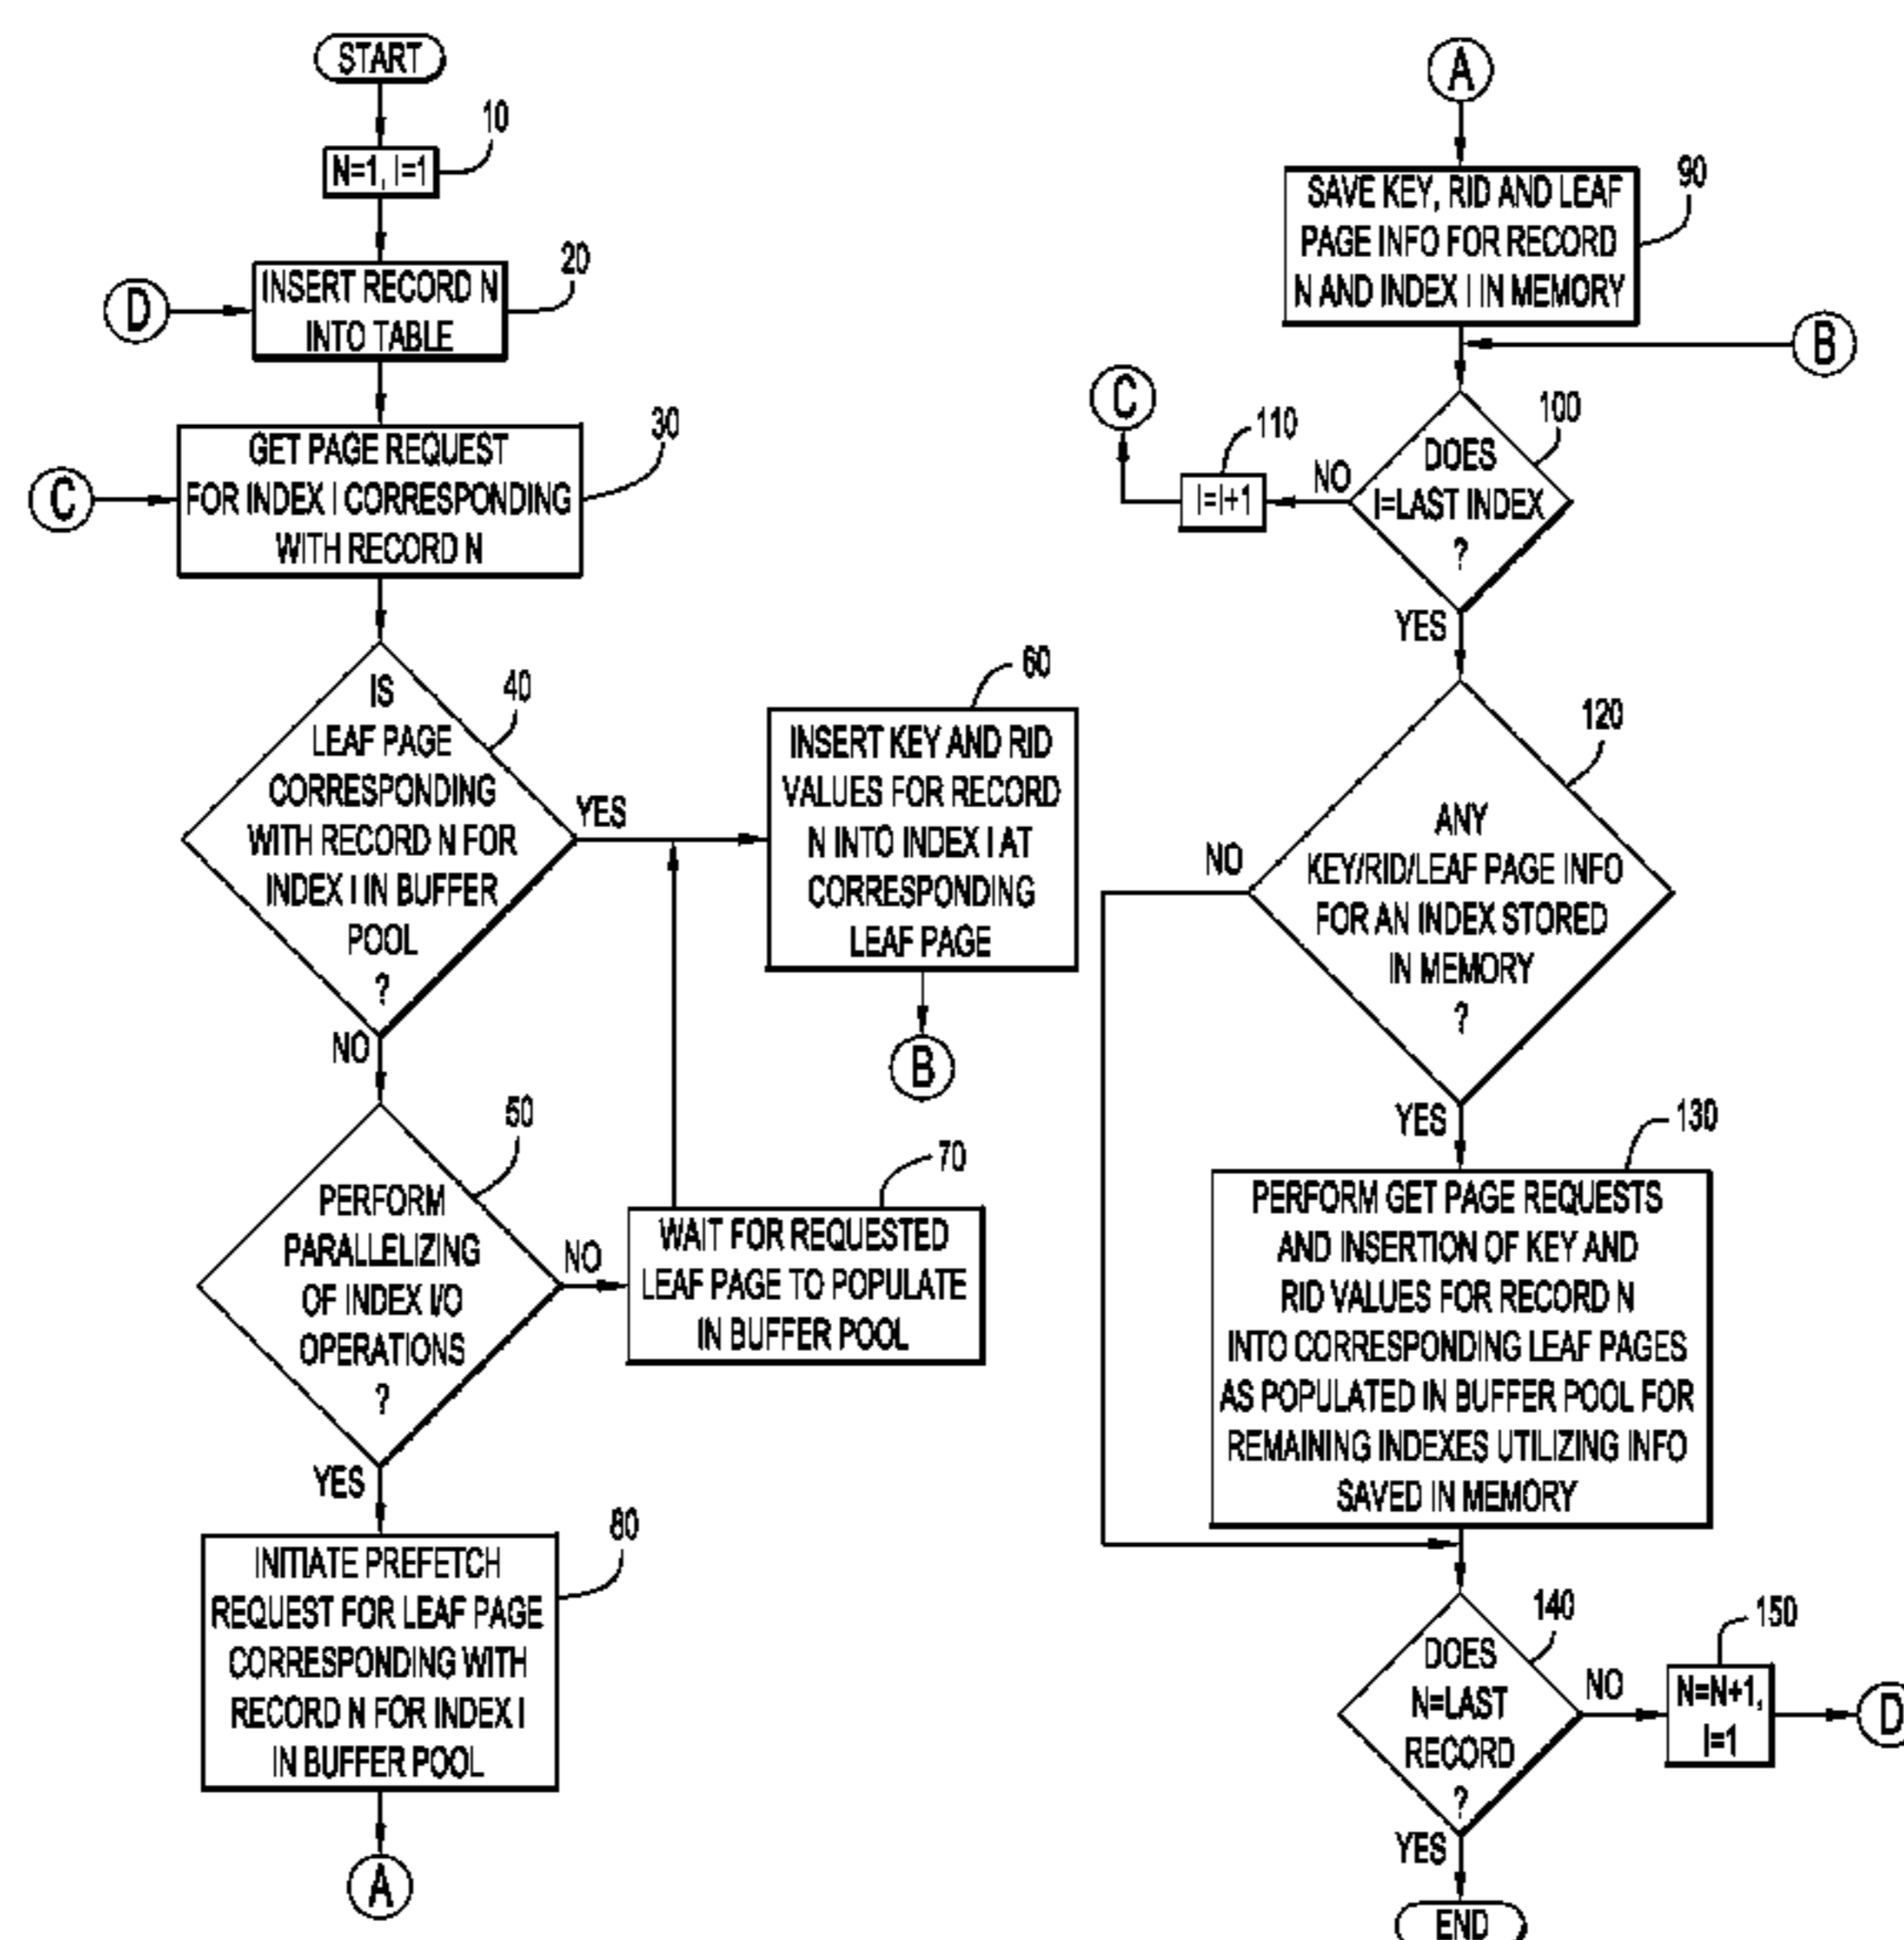 START
10
N=1, I=1
20
D
INSERT RECORD N
INTO TABLE
30
C
GET PAGE REQUEST
FOR INDEX I CORRESPONDING
WITH RECORD N
40
IS
LEAF PAGE
CORRESPONDING
WITH RECORD N FOR
INDEX I IN BUFFER
POOL
?
YES
NO
60
INSERT KEY AND RID
VALUES FOR RECORD
N INTO INDEX I AT
CORRESPONDING
LEAF PAGE
B
50
PERFORM
PARALLELIZING
OF INDEX I/O
OPERATIONS
?
NO
YES
70
WAIT FOR REQUESTED
LEAF PAGE TO POPULATE
IN BUFFER POOL
80
INITIATE PREFETCH
REQUEST FOR LEAF PAGE
CORRESPONDING WITH
RECORD N FOR INDEX I
IN BUFFER POOL
A
A
90
SAVE KEY, RID AND LEAF
PAGE INFO FOR RECORD
N AND INDEX I IN MEMORY
B
C
110
I=I+1
NO
100
DOES
I=LAST INDEX
?
YES
120
NO
ANY
KEY/RID/LEAF PAGE INFO
FOR AN INDEX STORED
IN MEMORY
?
YES
130
PERFORM GET PAGE REQUESTS
AND INSERTION OF KEY AND
RID VALUES FOR RECORD N
INTO CORRESPONDING LEAF PAGES
AS POPULATED IN BUFFER POOL FOR
REMAINING INDEXES UTILIZING INFO
SAVED IN MEMORY
140
DOES
N=LAST
RECORD
?
NO
150
N=N+1,
I=1
D
YES
END